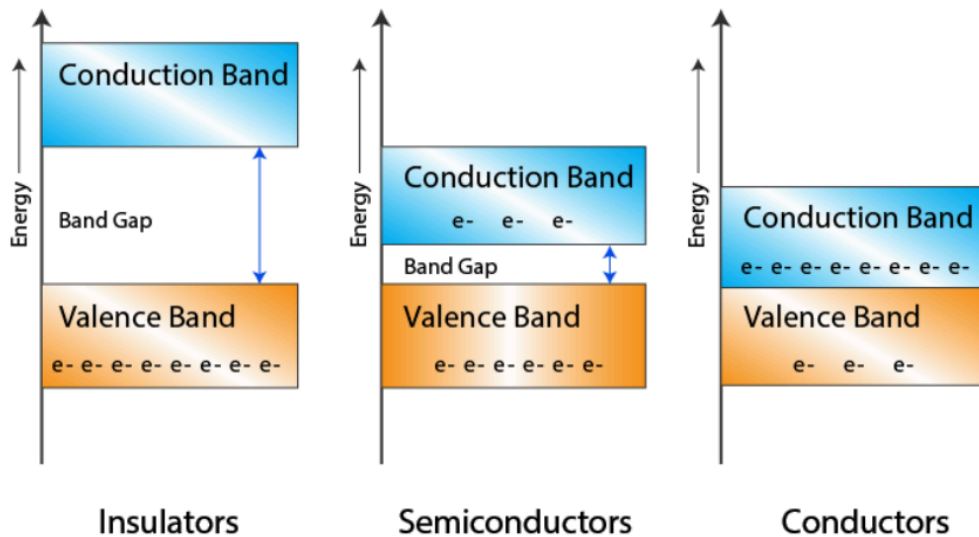 Energy
Conduction Band
Band Gap
Valence Band
e- e- e- e- e- e- e- e-
Insulators
Energy
Conduction Band
e- e- e-
Band Gap
Valence Band
e- e- e- e- e- e-
Semiconductors
Energy
Conduction Band
e- e- e- e- e- e- e- e-
Valence Band
e- e- e-
Conductors